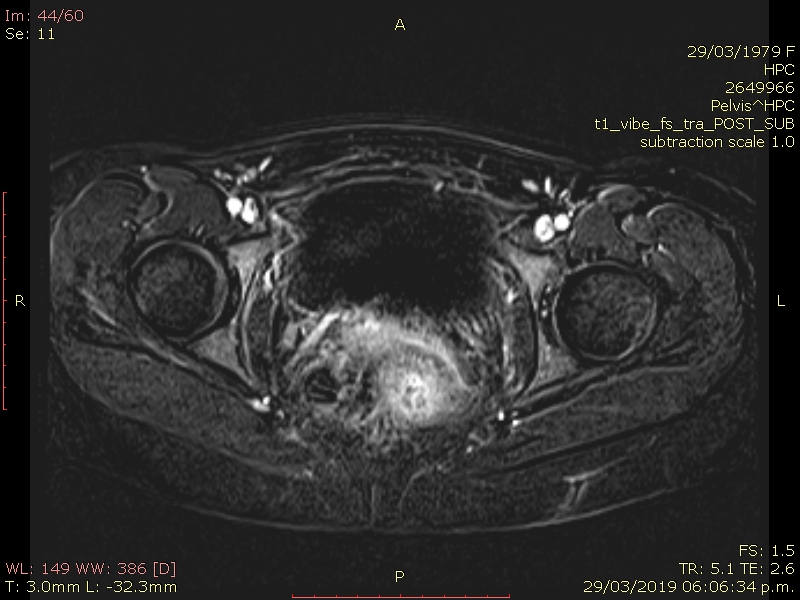 Im: 44/60
Se: 11
A
29/03/1979 F
HPC
2649966
Pelvis^HPC
t1_vibe_fs_tra_POST_SUB
subtraction scale 1.0
R
L
WL: 149 WW: 386 [D]
T: 3.0mm L: -32.3mm
P
FS: 1.5
TR: 5.1 TE: 2.6
29/03/2019 06:06:34 p.m.